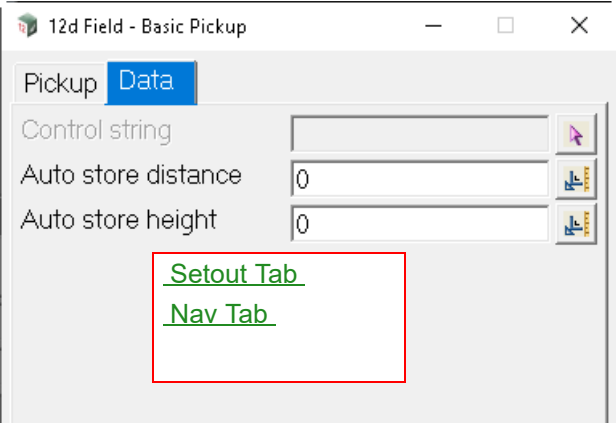 12d Field - Basic Pickup
Pickup Data
Control string
Auto store distance 0
Auto store height 0
Setout Tab
Nav Tab